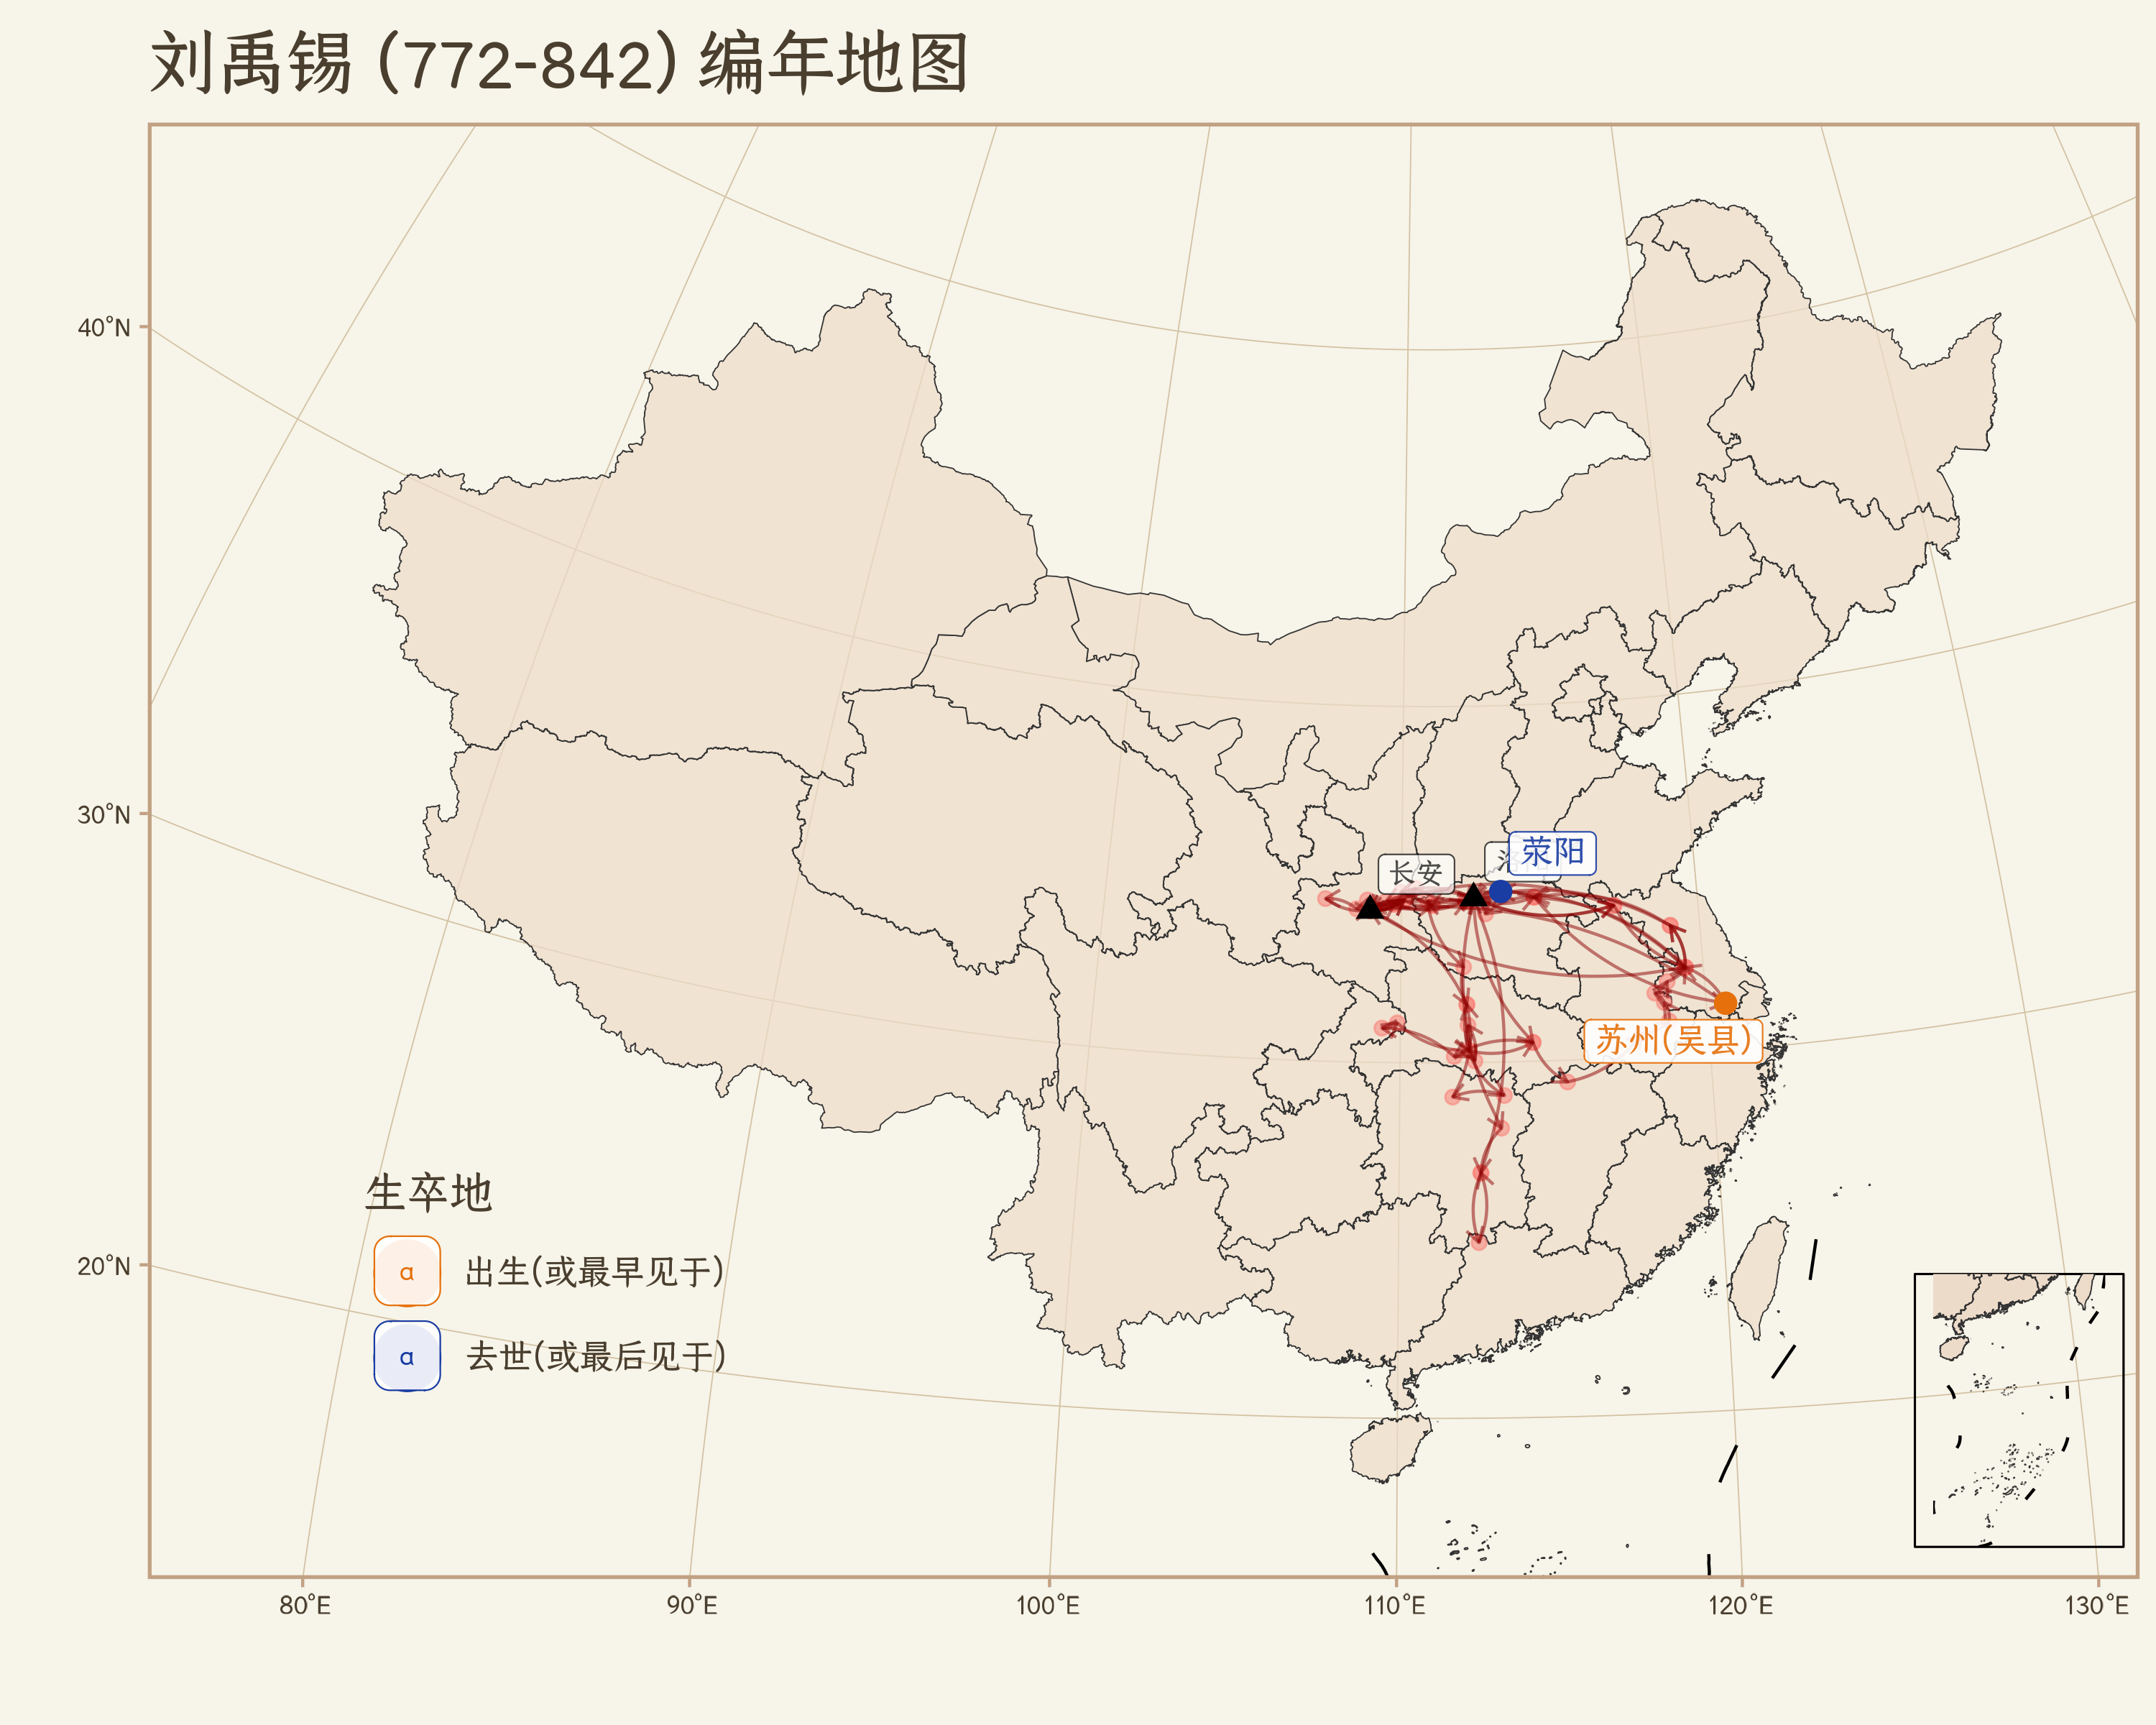 刘禹锡 (772-842) 编年地图
40°N
30°N
20°N
长安
荥阳
苏州(吴县)
生卒地
a 出生(或最早见于)
a 去世(或最后见于)
80°E
90°E
100°E
110°E
120°E
130°E